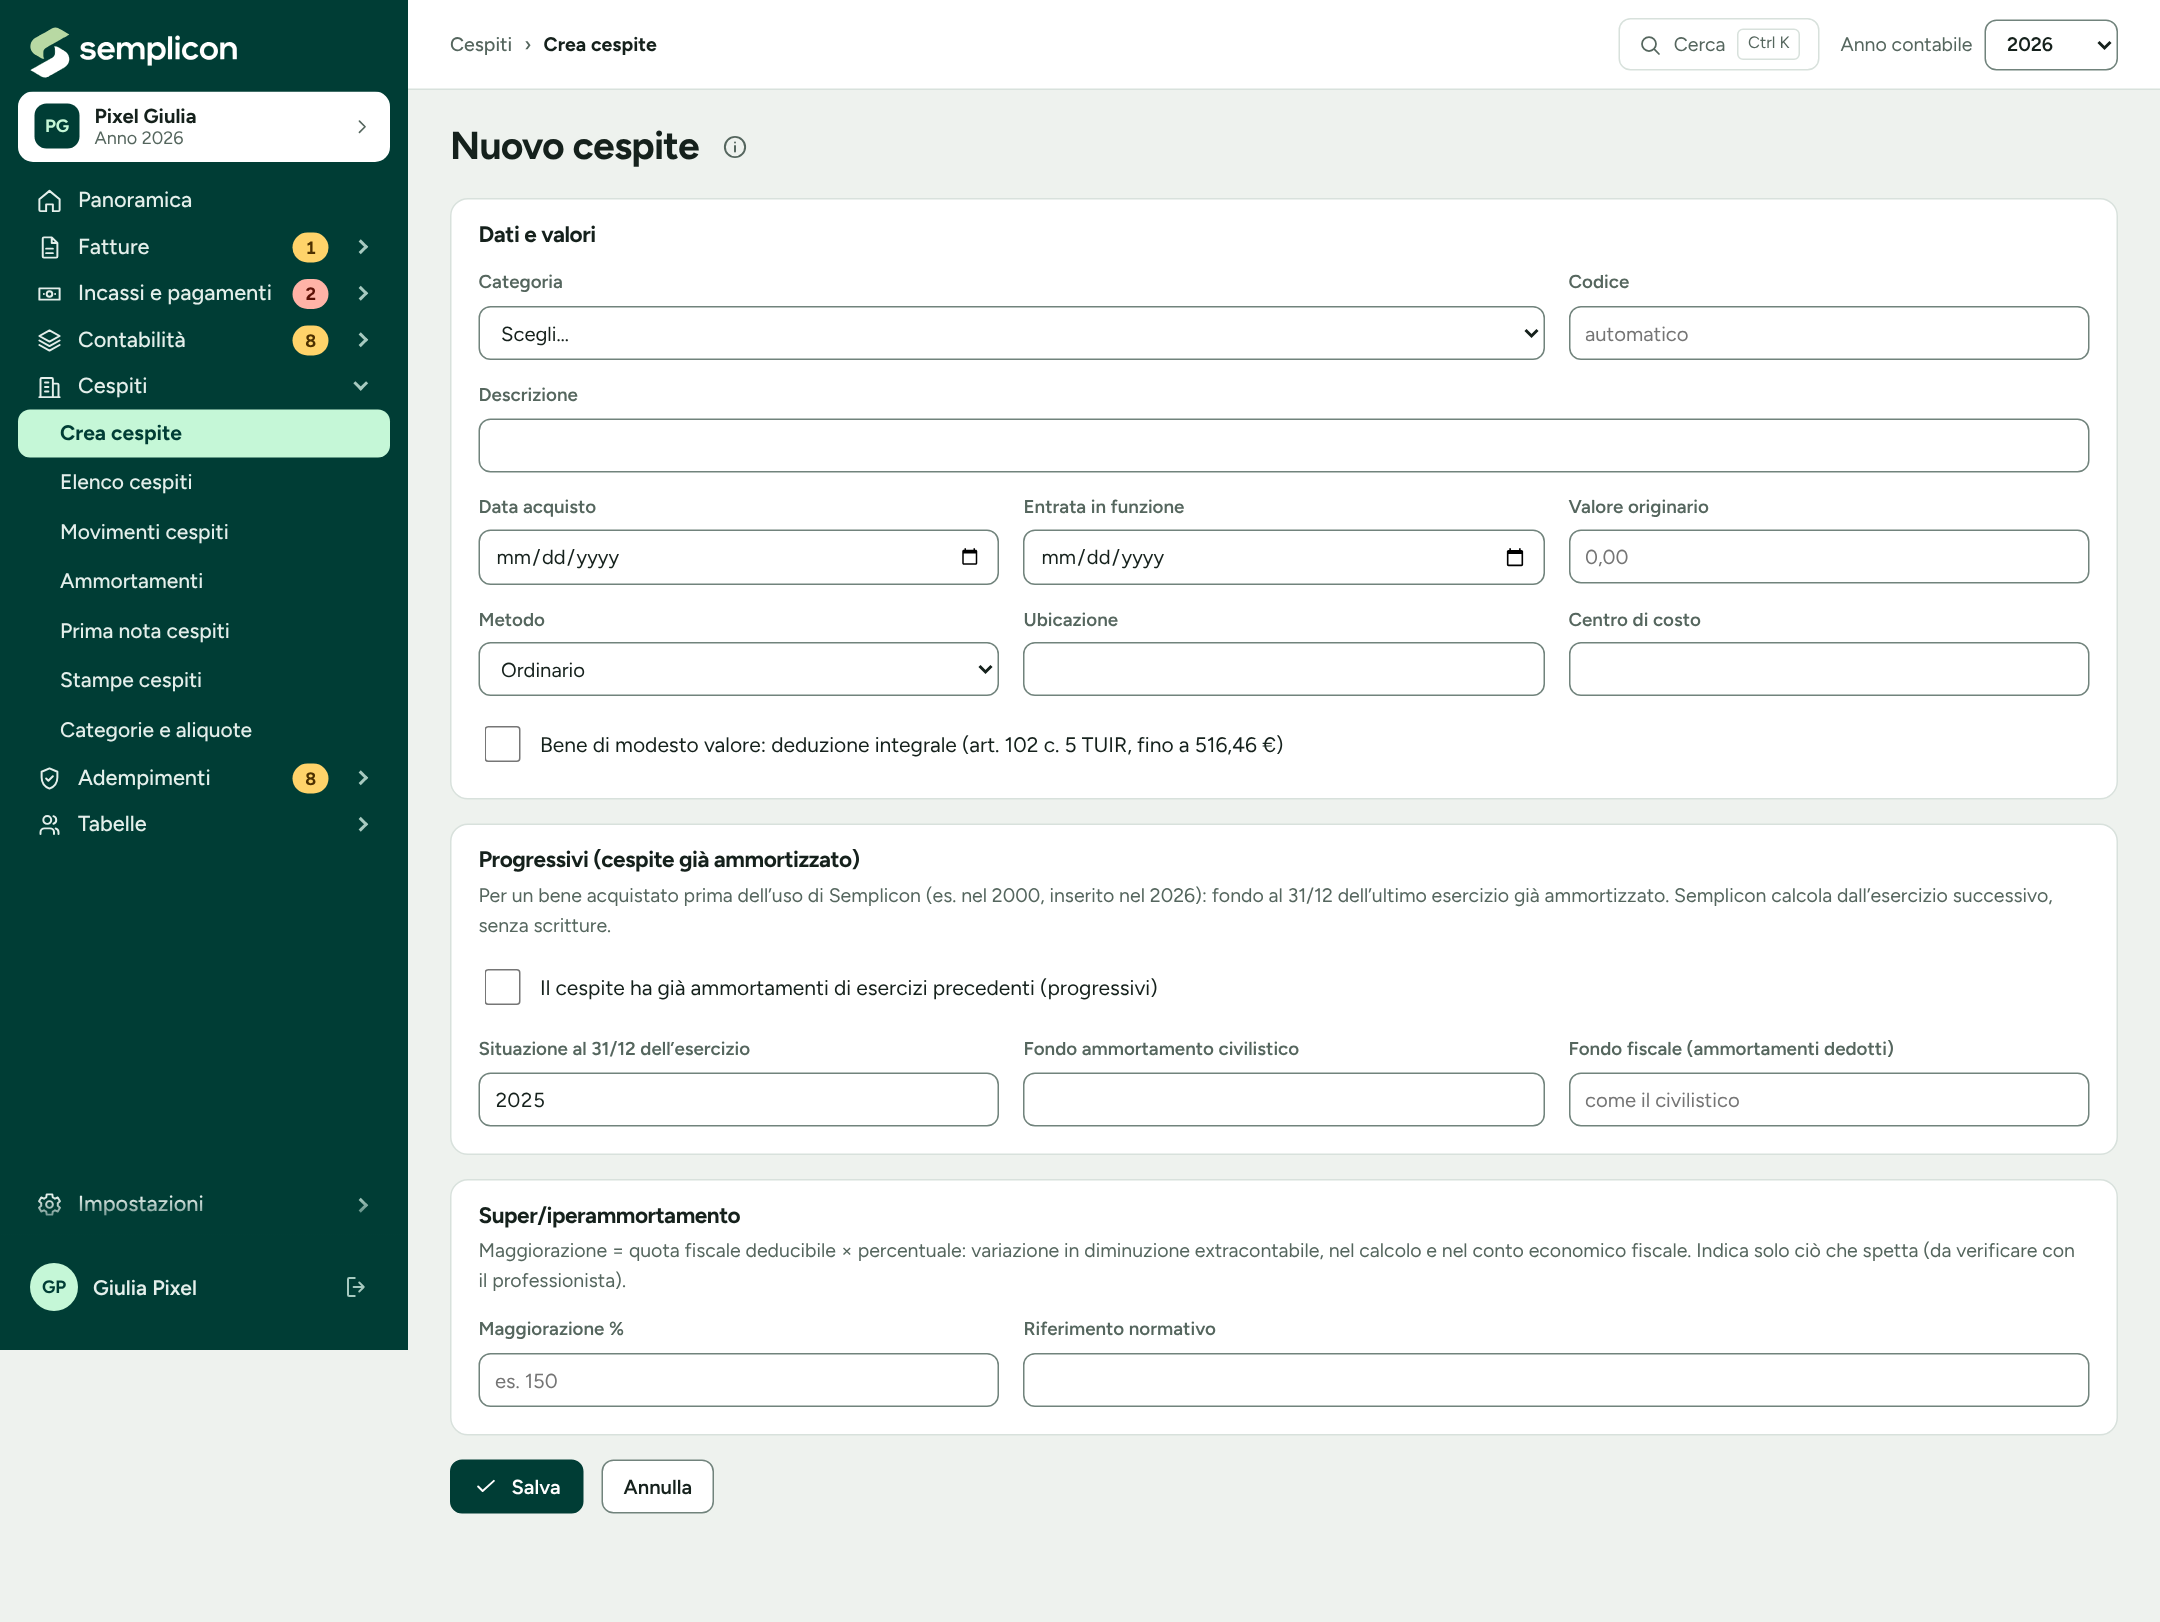 semplicon
PG
Pixel Giulia
Anno 2026
Panoramica
Fatture 1
Incassi e pagamenti 2
Contabilità 8
Cespiti
Crea cespite
Elenco cespiti
Movimenti cespiti
Ammortamenti
Prima nota cespiti
Stampe cespiti
Categorie e aliquote
Adempimenti 8
Tabelle
Impostazioni
GP Giulia Pixel
Cespiti › Crea cespite
Cerca Ctrl K
Anno contabile 2026
Nuovo cespite
Dati e valori
Categoria Codice
Scegli... automatico
Descrizione
Data acquisto Entrata in funzione Valore originario
mm/dd/yyyy mm/dd/yyyy 0,00
Metodo Ubicazione Centro di costo
Ordinario
Bene di modesto valore: deduzione integrale (art. 102 c. 5 TUIR, fino a 516,46 €)
Progressivi (cespite già ammortizzato)
Per un bene acquistato prima dell’uso di Semplicon (es. nel 2000, inserito nel 2026): fondo al 31/12 dell’ultimo esercizio già ammortizzato. Semplicon calcola dall’esercizio successivo,
senza scritture.
Il cespite ha già ammortamenti di esercizi precedenti (progressivi)
Situazione al 31/12 dell’esercizio Fondo ammortamento civilistico Fondo fiscale (ammortamenti dedotti)
2025 come il civilistico
Super/iperammortamento
Maggiorazione = quota fiscale deducibile × percentuale: variazione in diminuzione extracontabile, nel calcolo e nel conto economico fiscale. Indica solo ciò che spetta (da verificare con
il professionista).
Maggiorazione % Riferimento normativo
es. 150
Salva Annulla